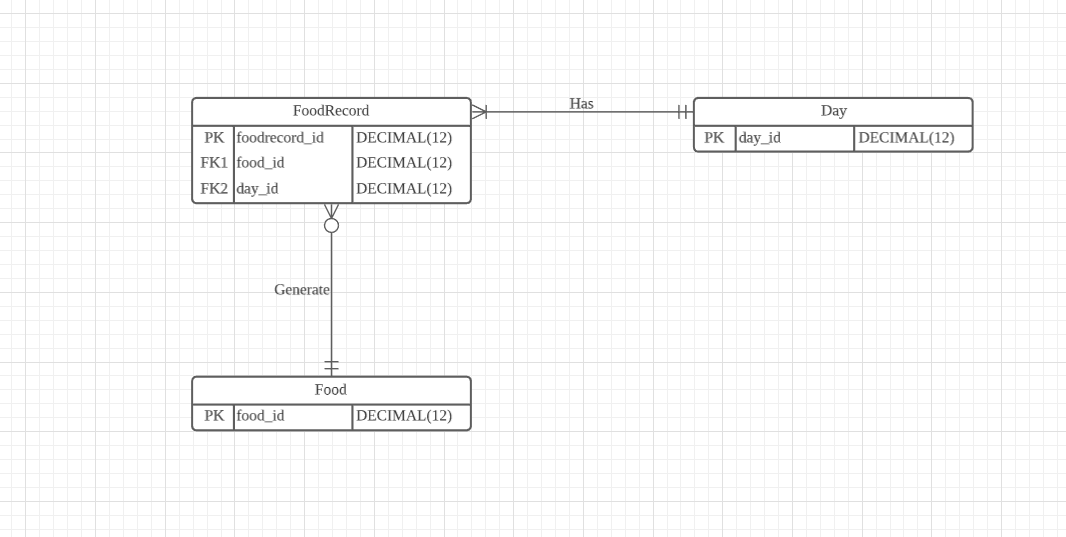 FoodRecord
PK foodrecord_id DECIMAL(12)
FK1 food_id DECIMAL(12)
FK2 day_id DECIMAL(12)
Has
Day
PK day_id DECIMAL(12)
Generate
Food
PK food_id DECIMAL(12)